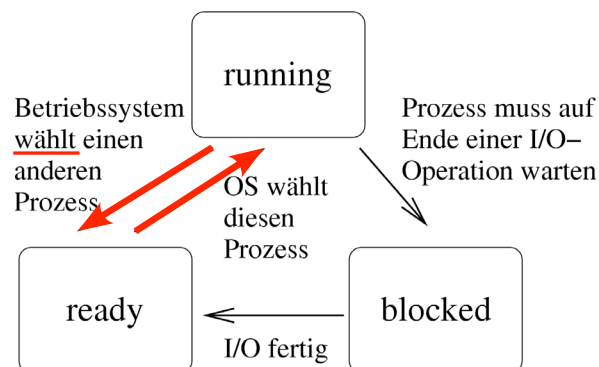 running
Betriebssystem
wählt einen
anderen
Prozess
Prozess muss auf
Ende einer I/O–
Operation warten
OS wählt
diesen
Prozess
ready
blocked
I/O fertig